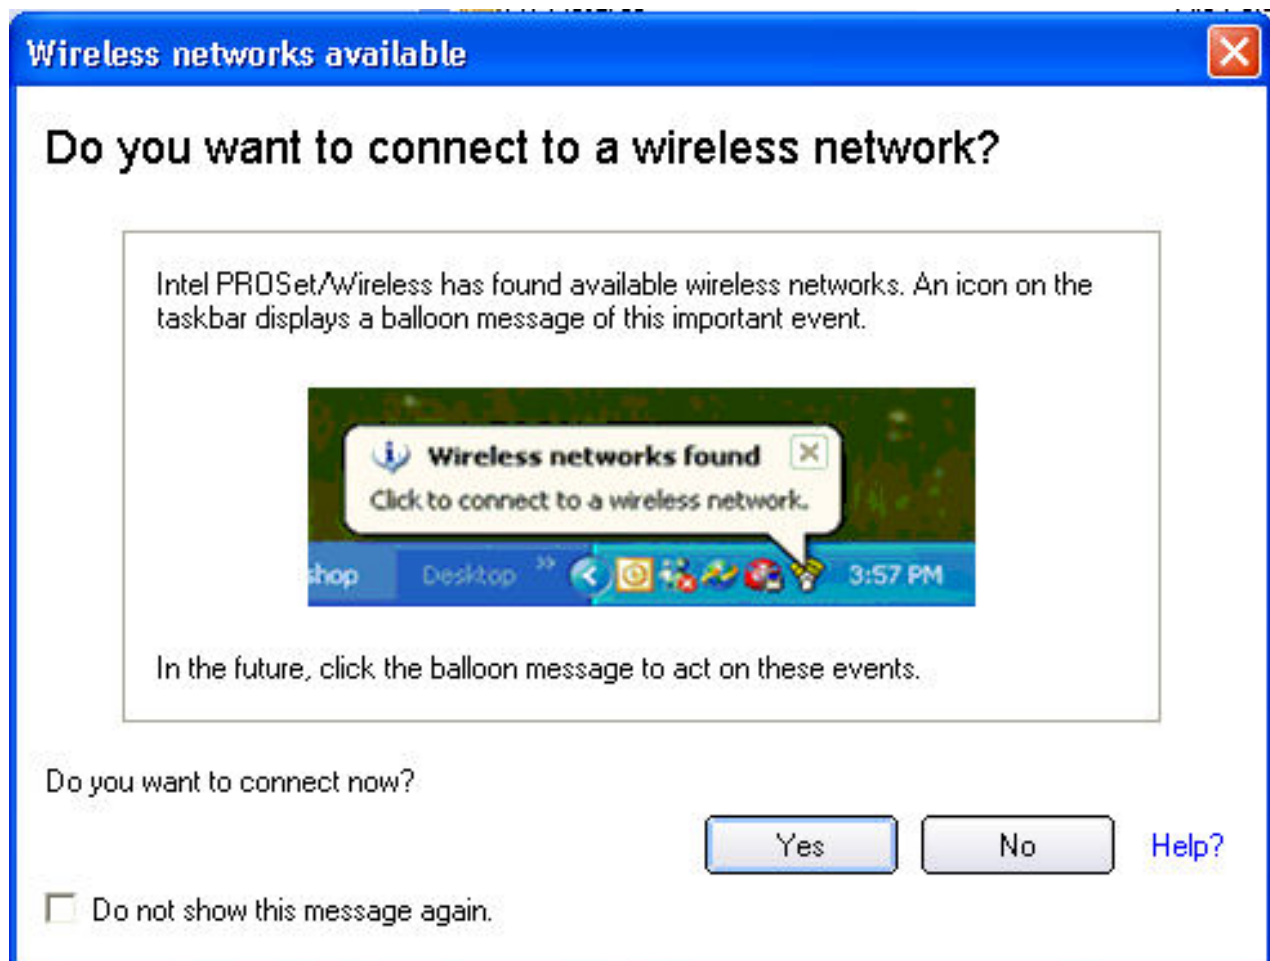 Wireless networks available
Do you want to connect to a wireless network?
Intel PROSet/Wireless has found available wireless networks. An icon on the
taskbar displays a balloon message of this important event.
Wireless networks found
Click to connect to a wireless network.
shop
Desktop
3:57 PM
In the future, click the balloon message to act on these events.
Do you want to connect now?
Yes
No
Help?
Do not show this message again.